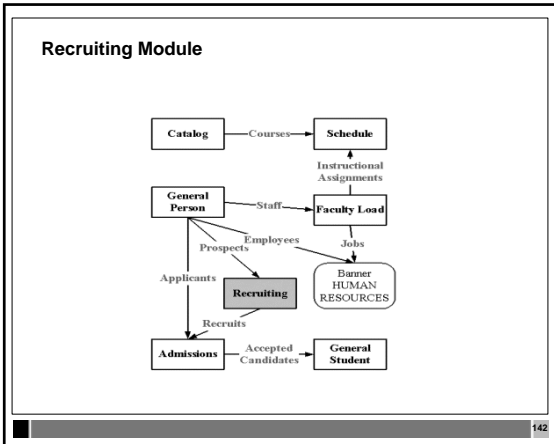 Recruiting Module
Catalog
Courses
Schedule
Instructional
Assignments
General
Person
Staff
Faculty Load
Employees
Prospects
Jobs
Applicants
Recruiting
Banner
HUMAN
RESOURCES
Recruits
Admissions
Accepted
Candidates
General
Student
142